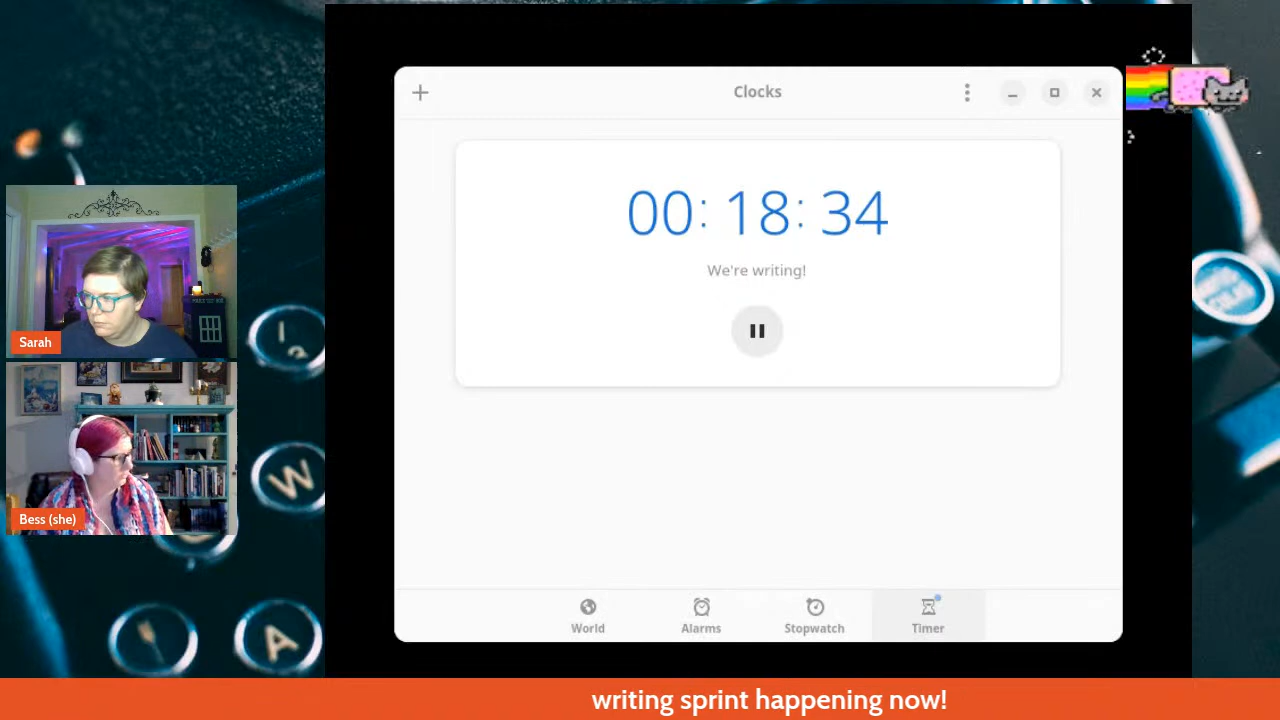 Clocks
00: 18: 34
We're writing!
Sarah
Bess (she)
I
W
A
World
Alarms
Stopwatch
Timer
writing sprint happening now!